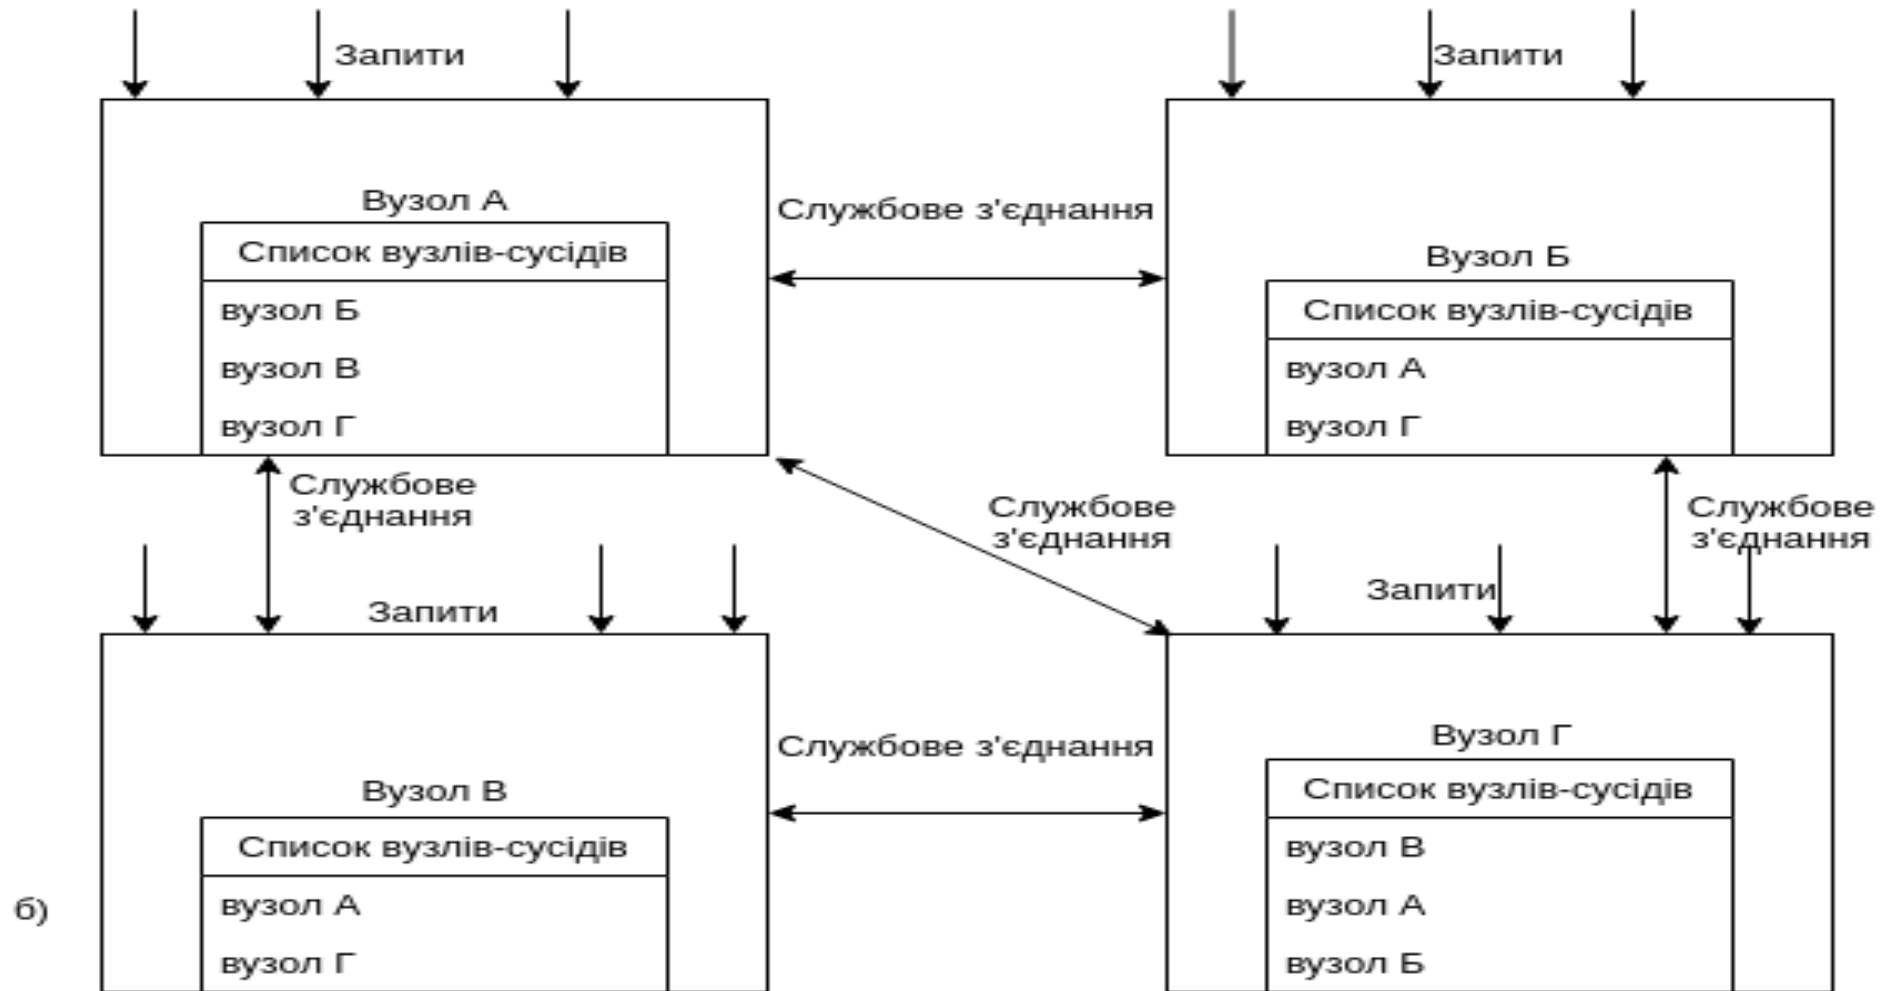 Запити
Запити
Вузол А
Список вузлів-сусідів
вузол Б
вузол В
вузол Г
Службове з'єднання
Вузол Б
Список вузлів-сусідів
вузол А
вузол Г
Службове
з'єднання
Службове
з'єднання
Службове
з'єднання
Запити
Запити
Вузол В
Список вузлів-сусідів
вузол А
вузол Г
Службове з'єднання
Вузол Г
Список вузлів-сусідів
вузол В
вузол А
вузол Б
б)